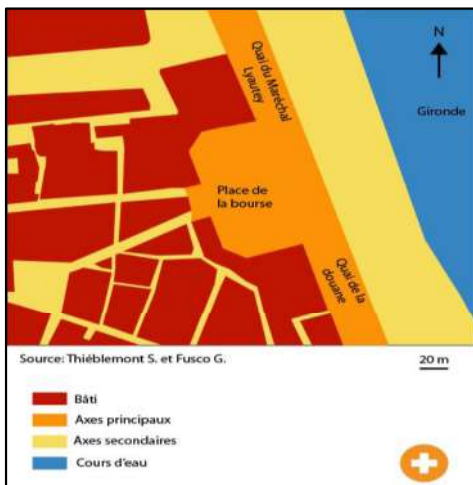 N
Gironde
Quai du Maréchal
Lyautey
Place de
la bourse
Quai de la
douane
Source: Thiéblemont S. et Fusco G.
20 m
Bâti
Axes principaux
Axes secondaires
Cours d'eau